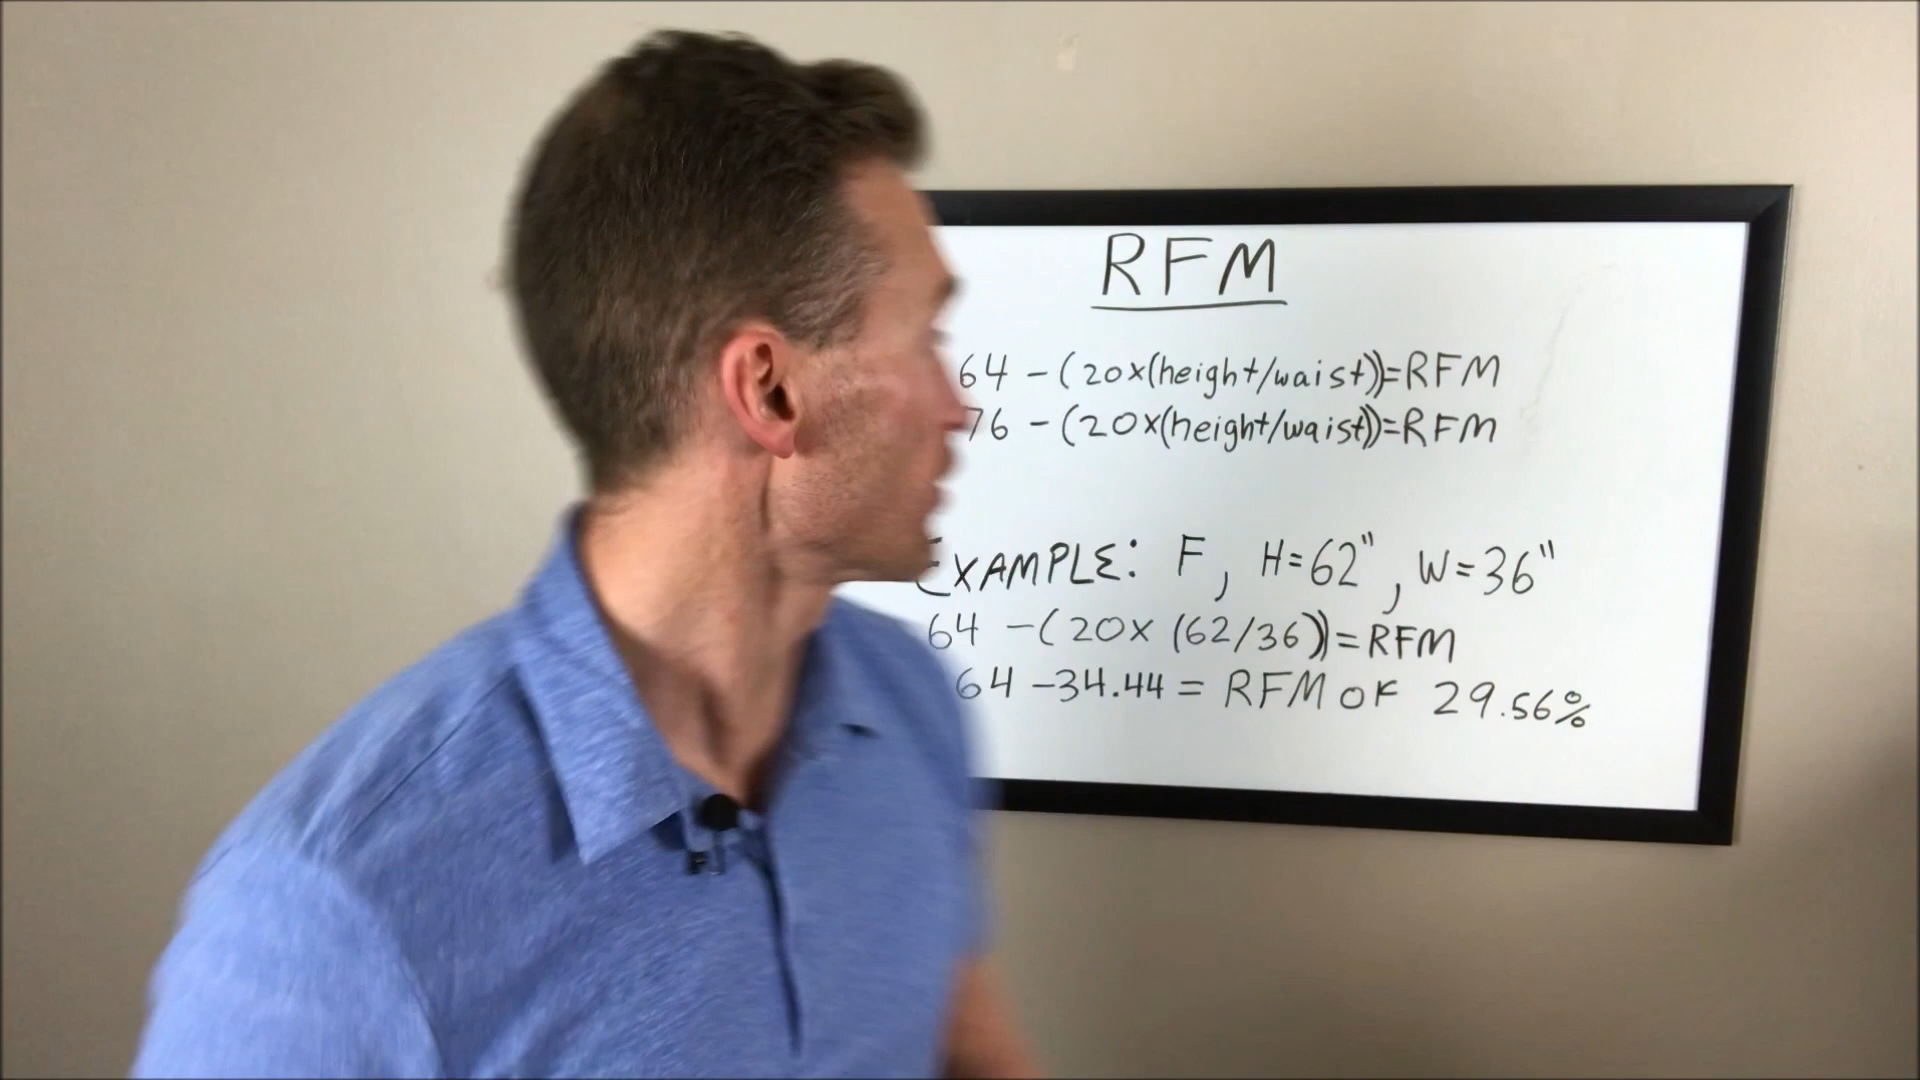 RFM
64 - (20x(height/waist))=RFM
76 - (20x(height/waist))=RFM
EXAMPLE: F, H=62", W=36"
64 - (20x (62/36))=RFM
64 -34.44 = RFM OF 29.56%